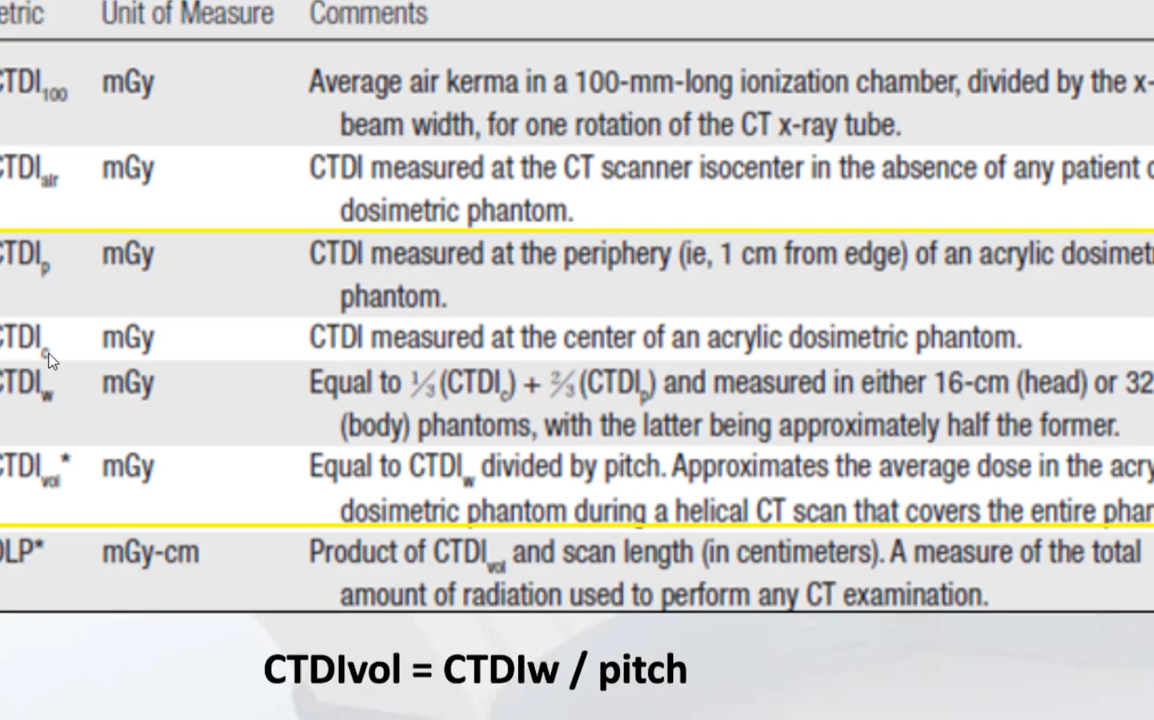 etric Unit of Measure Comments
CTDI100 mGy Average air kerma in a 100-mm-long ionization chamber, divided by the x-
beam width, for one rotation of the CT x-ray tube.
CTDIair mGy CTDI measured at the CT scanner isocenter in the absence of any patient o
dosimetric phantom.
CTDIp mGy CTDI measured at the periphery (ie, 1 cm from edge) of an acrylic dosimet
phantom.
CTDIc mGy CTDI measured at the center of an acrylic dosimetric phantom.
CTDIw mGy Equal to ⅓(CTDIc) + ⅔(CTDIp) and measured in either 16-cm (head) or 32
(body) phantoms, with the latter being approximately half the former.
CTDIvol* mGy Equal to CTDIw divided by pitch. Approximates the average dose in the acry
dosimetric phantom during a helical CT scan that covers the entire phan
DLP* mGy-cm Product of CTDIvol and scan length (in centimeters). A measure of the total
amount of radiation used to perform any CT examination.
CTDIvol = CTDIw / pitch